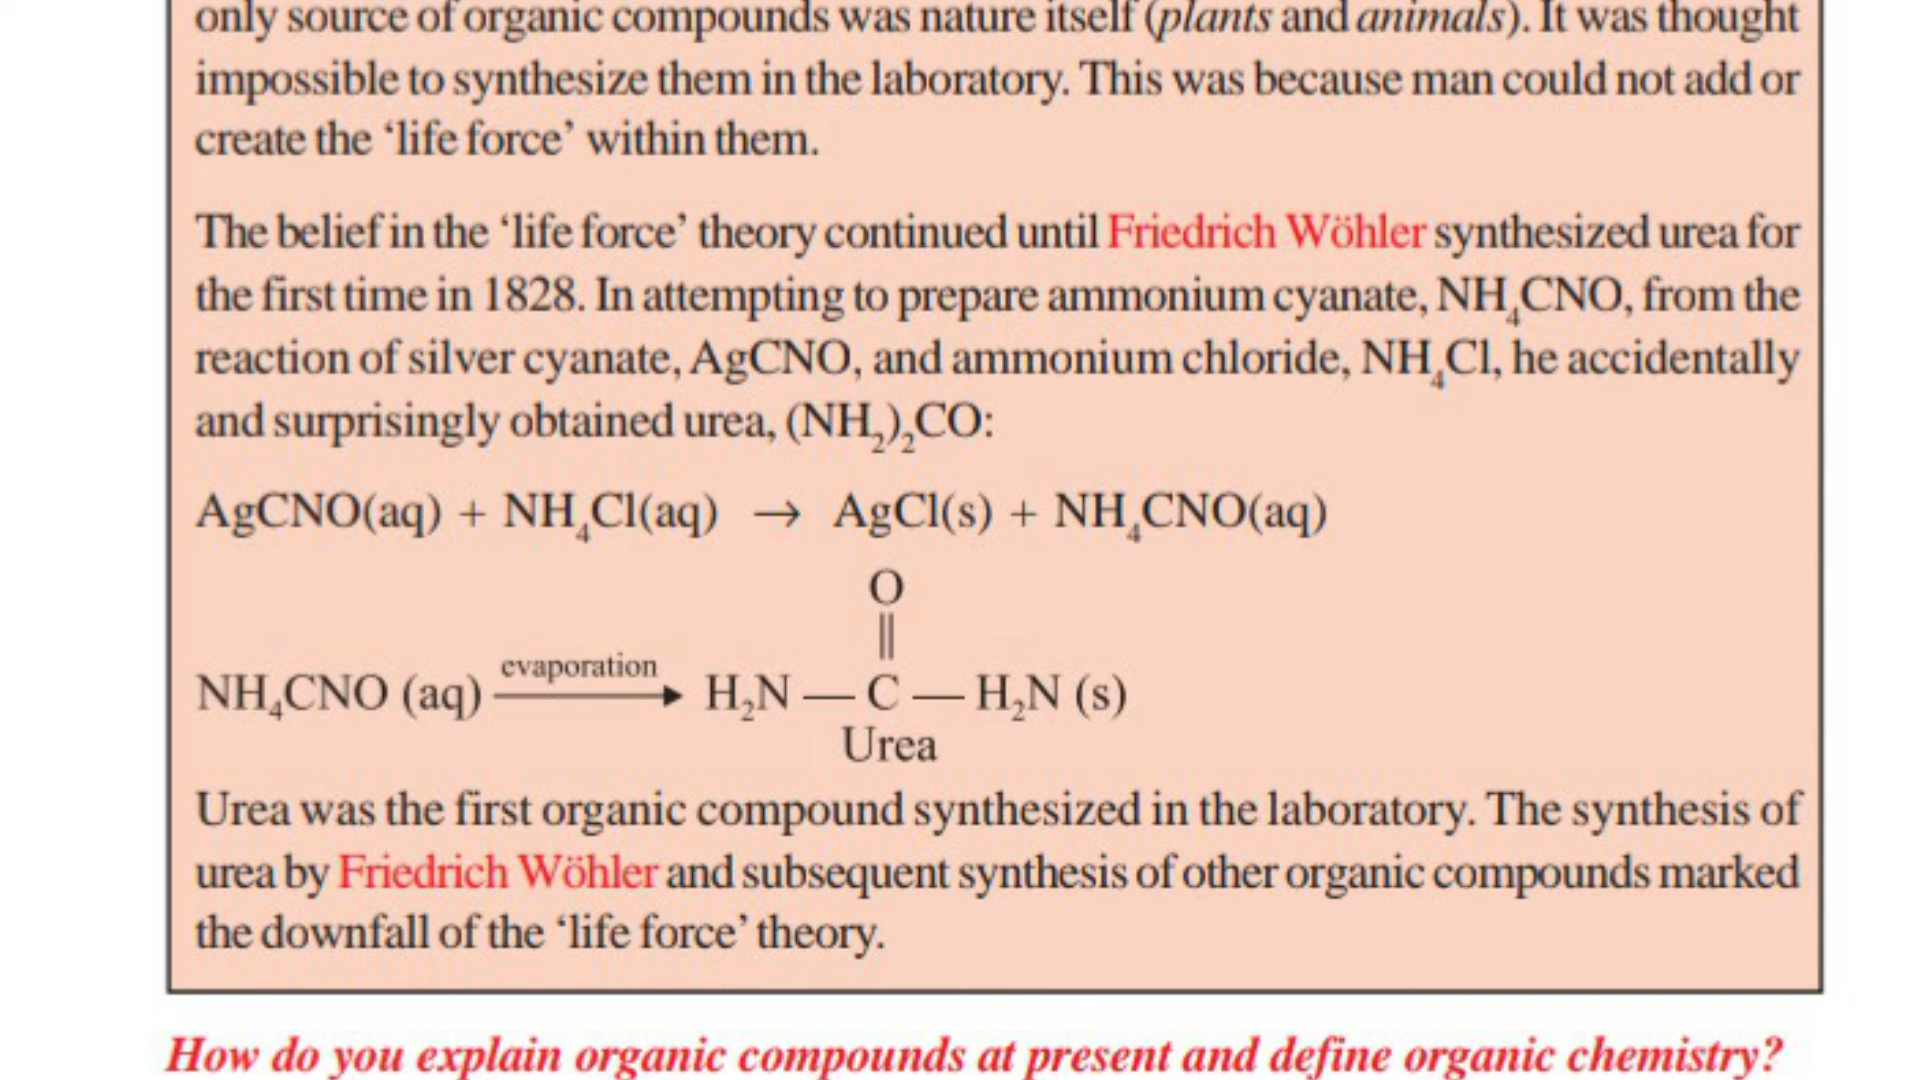 only source of organic compounds was nature itself (plants and animals). It was thought
impossible to synthesize them in the laboratory. This was because man could not add or
create the ‘life force’ within them.
The belief in the ‘life force’ theory continued until Friedrich Wöhler synthesized urea for
the first time in 1828. In attempting to prepare ammonium cyanate, NH₄CNO, from the
reaction of silver cyanate, AgCNO, and ammonium chloride, NH₄Cl, he accidentally
and surprisingly obtained urea, (NH₂)₂CO:
AgCNO(aq) + NH₄Cl(aq) → AgCl(s) + NH₄CNO(aq)
O
||
evaporation
NH₄CNO (aq) → H₂N — C — H₂N (s)
Urea
Urea was the first organic compound synthesized in the laboratory. The synthesis of
urea by Friedrich Wöhler and subsequent synthesis of other organic compounds marked
the downfall of the ‘life force’ theory.
How do you explain organic compounds at present and define organic chemistry?